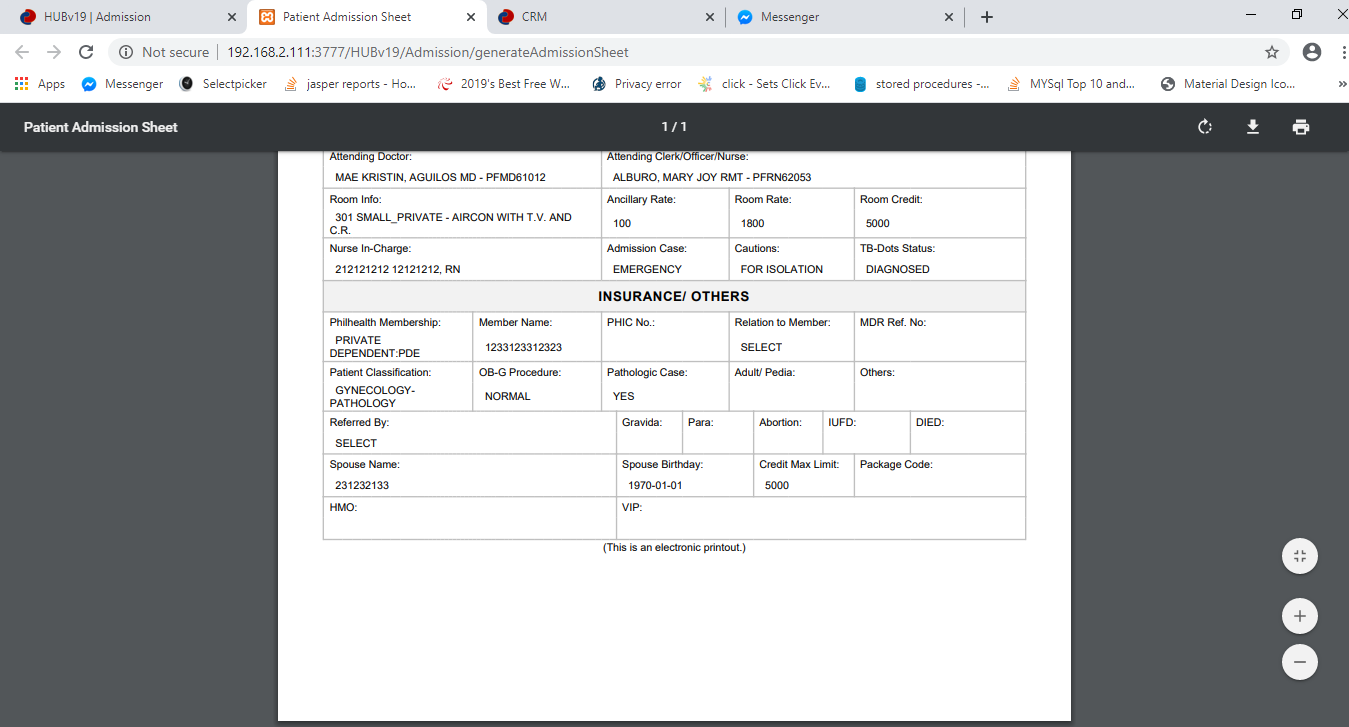 HUBv19 | Admission
Patient Admission Sheet
CRM
Messenger
Not secure
192.168.2.111:3777/HUBv19/Admission/generateAdmissionSheet
Apps
Messenger
Selectpicker
jasper reports - Ho...
2019's Best Free W...
Privacy error
click - Sets Click Ev...
stored procedures -...
MYSql Top 10 and...
Material Design Ico...
»
Patient Admission Sheet
1 / 1
Attending Doctor:
MAE KRISTIN, AGUILOS MD - PFMD61012
Attending Clerk/Officer/Nurse:
ALBURO, MARY JOY RMT - PFRN62053
Room Info:
301 SMALL_PRIVATE - AIRCON WITH T.V. AND
C.R.
Ancillary Rate:
100
Room Rate:
1800
Room Credit:
5000
Nurse In-Charge:
212121212 12121212, RN
Admission Case:
EMERGENCY
Cautions:
FOR ISOLATION
TB-Dots Status:
DIAGNOSED
INSURANCE/ OTHERS
Philhealth Membership:
PRIVATE
DEPENDENT:PDE
Member Name:
1233123312323
PHIC No.:
Relation to Member:
SELECT
MDR Ref. No:
Patient Classification:
GYNECOLOGY-
PATHOLOGY
OB-G Procedure:
NORMAL
Pathologic Case:
YES
Adult/ Pedia:
Others:
Referred By:
SELECT
Gravida:
Para:
Abortion:
IUFD:
DIED:
Spouse Name:
231232133
Spouse Birthday:
1970-01-01
Credit Max Limit:
5000
Package Code:
HMO:
VIP:
(This is an electronic printout.)